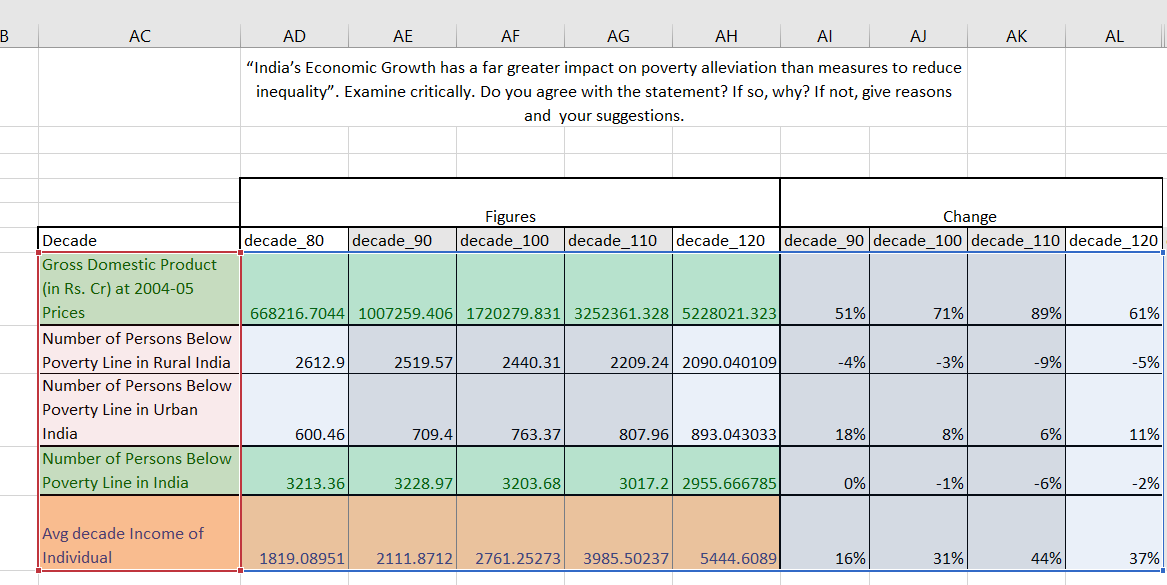 B AC AD AE AF AG AH AI AJ AK AL
“India’s Economic Growth has a far greater impact on poverty alleviation than measures to reduce
inequality”. Examine critically. Do you agree with the statement? If so, why? If not, give reasons
and your suggestions.
Figures Change
Decade decade_80 decade_90 decade_100 decade_110 decade_120 decade_90 decade_100 decade_110 decade_120
Gross Domestic Product
(in Rs. Cr) at 2004-05
Prices 668216.7044 1007259.406 1720279.831 3252361.328 5228021.323 51% 71% 89% 61%
Number of Persons Below
Poverty Line in Rural India 2612.9 2519.57 2440.31 2209.24 2090.040109 -4% -3% -9% -5%
Number of Persons Below
Poverty Line in Urban
India 600.46 709.4 763.37 807.96 893.043033 18% 8% 6% 11%
Number of Persons Below
Poverty Line in India 3213.36 3228.97 3203.68 3017.2 2955.666785 0% -1% -6% -2%
Avg decade Income of
Individual 1819.08951 2111.8712 2761.25273 3985.50237 5444.6089 16% 31% 44% 37%